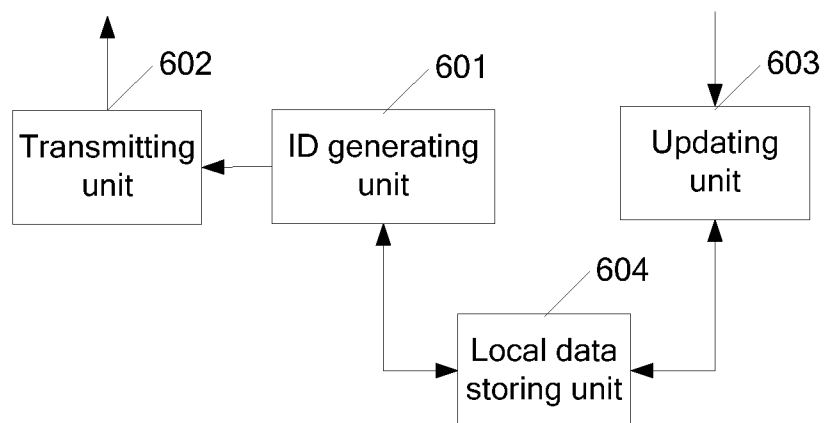 602
601
603
Transmitting
unit
ID generating
unit
Updating
unit
604
Local data
storing unit